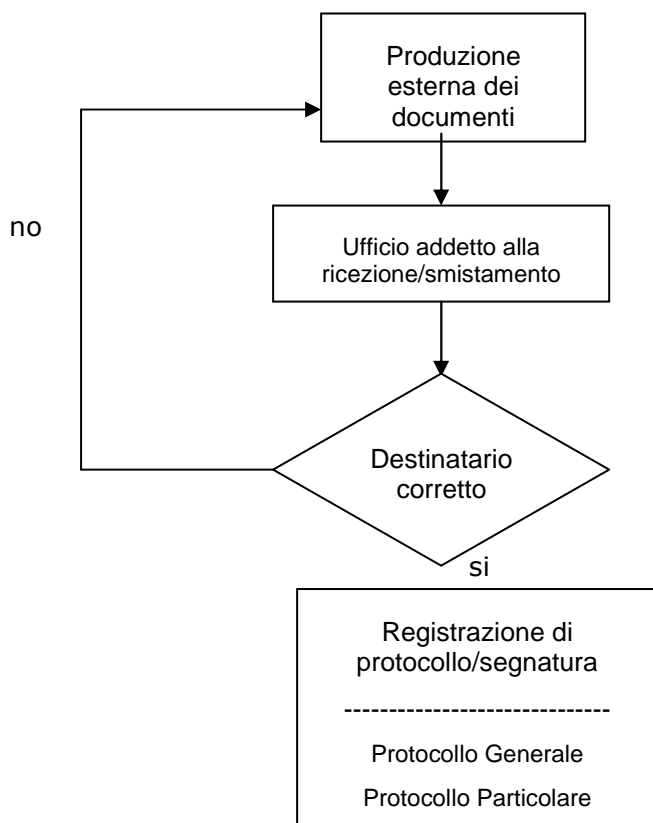 Produzione
esterna dei
documenti
no
Ufficio addetto alla
ricezione/smistamento
Destinatario
corretto
si
Registrazione di
protocollo/segnatura
------------------------------
Protocollo Generale
Protocollo Particolare